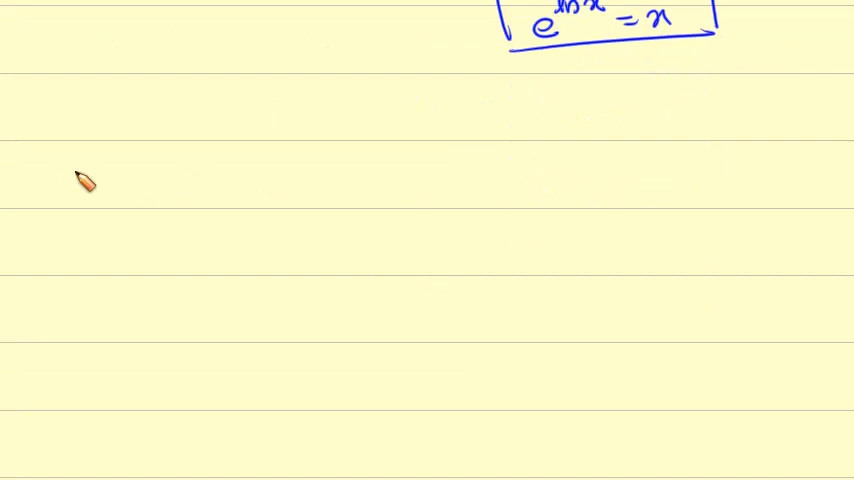 e^{ln x} = x